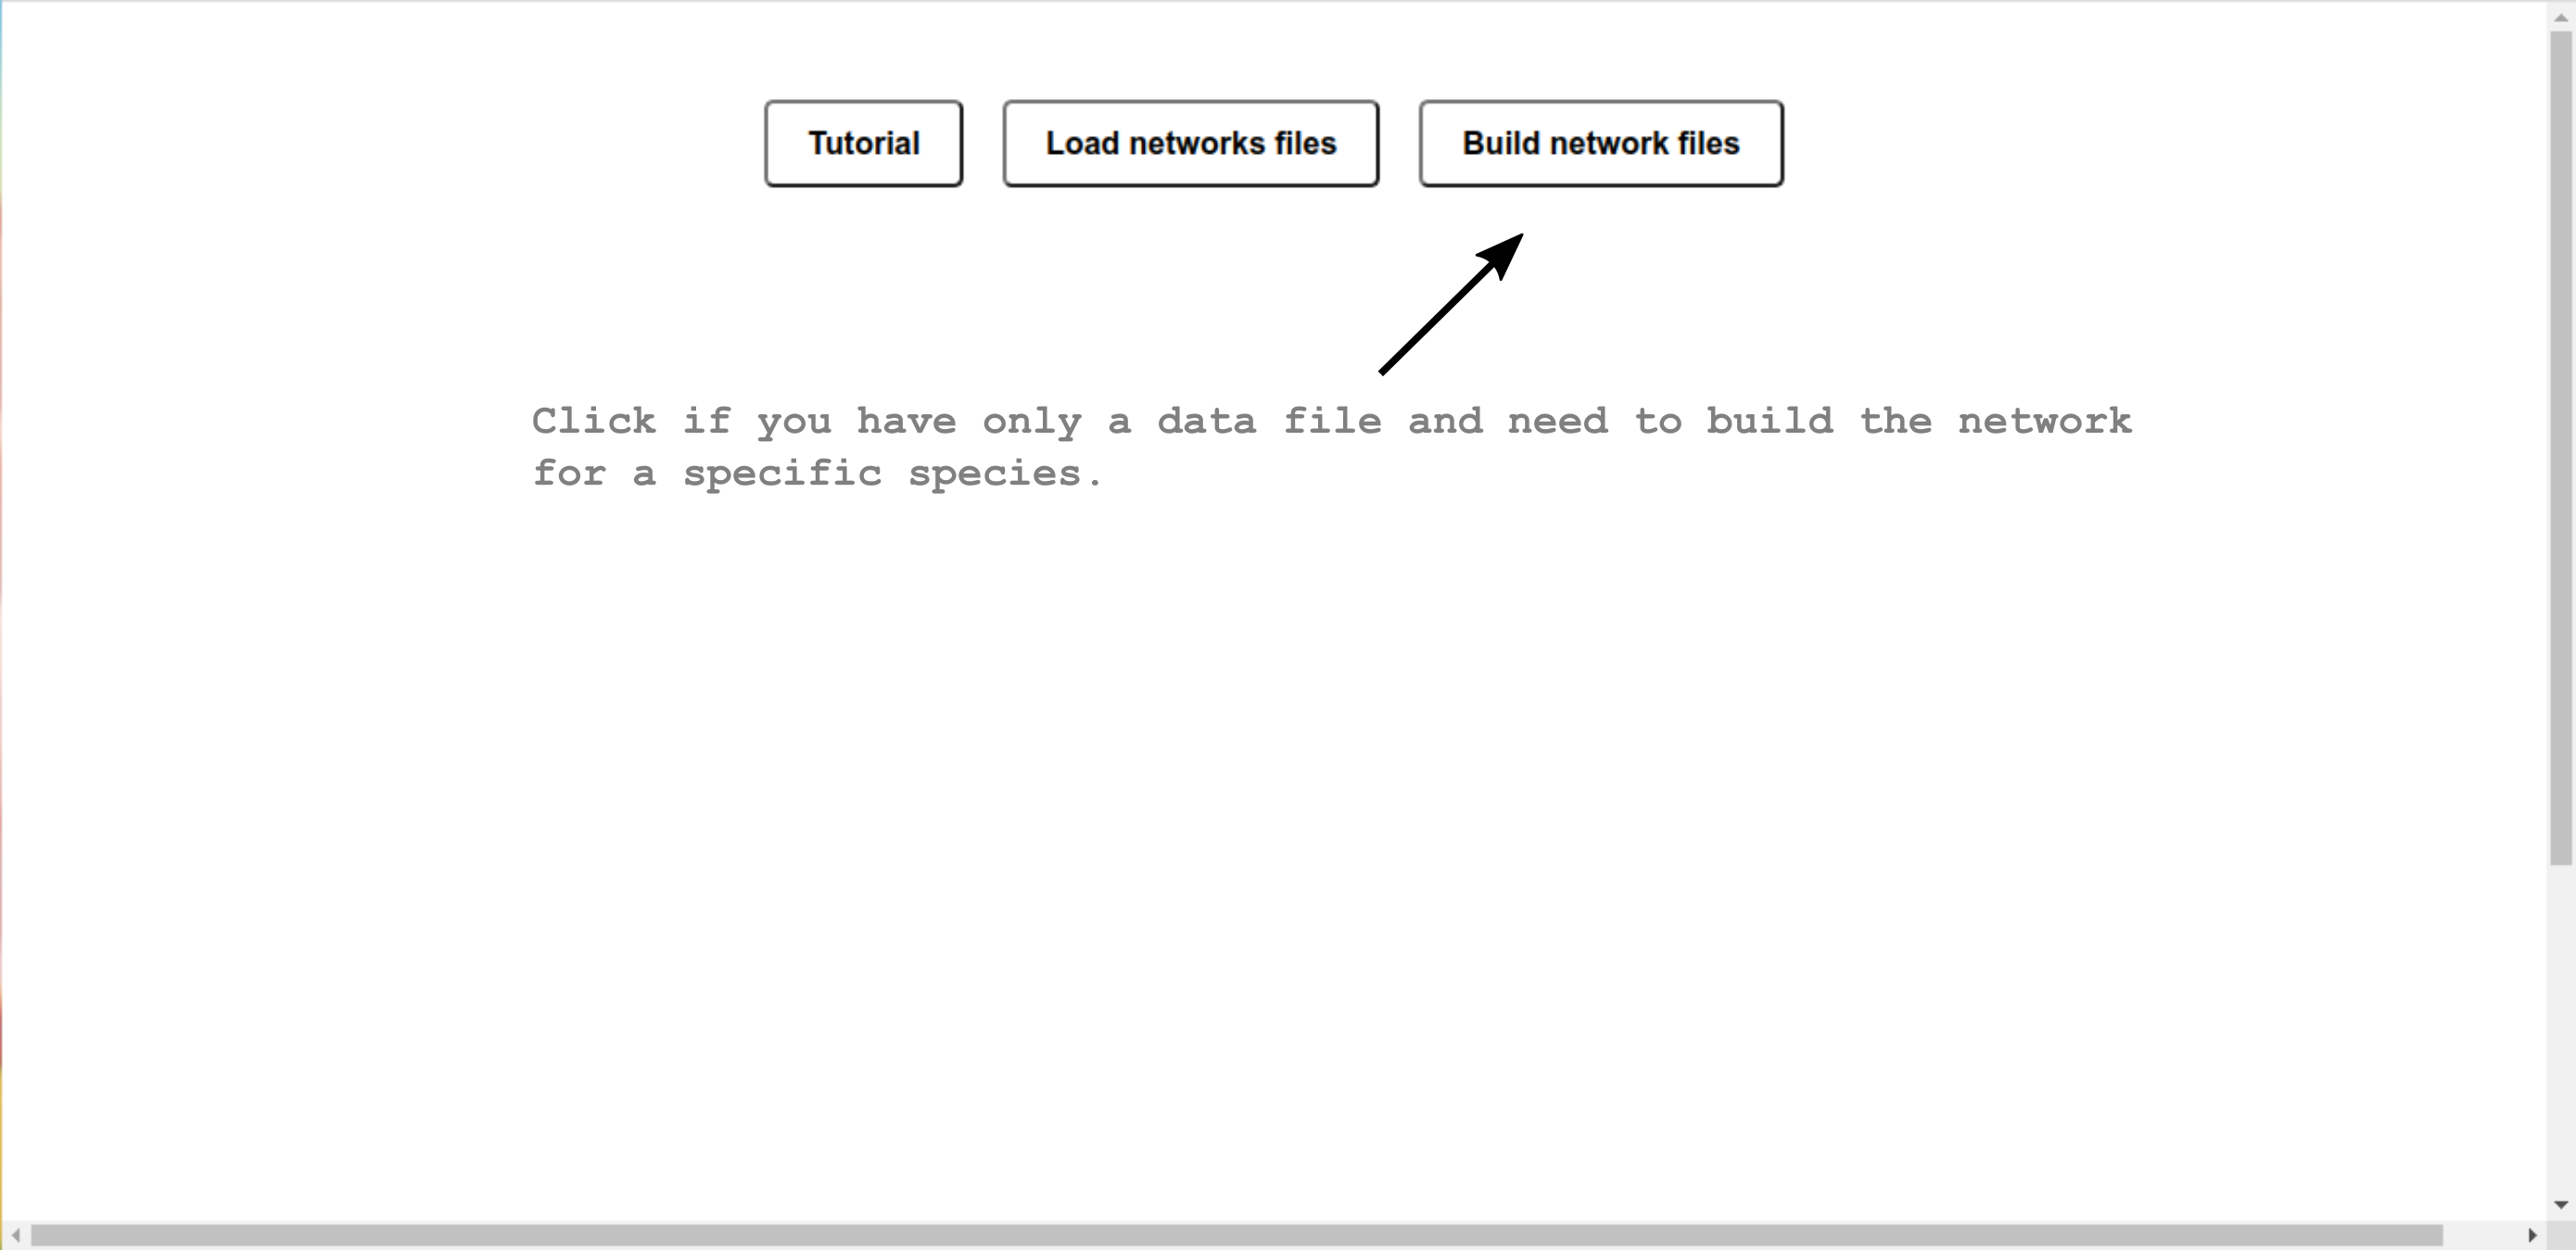 Tutorial Load networks files Build network files
Click if you have only a data file and need to build the network
for a specific species.